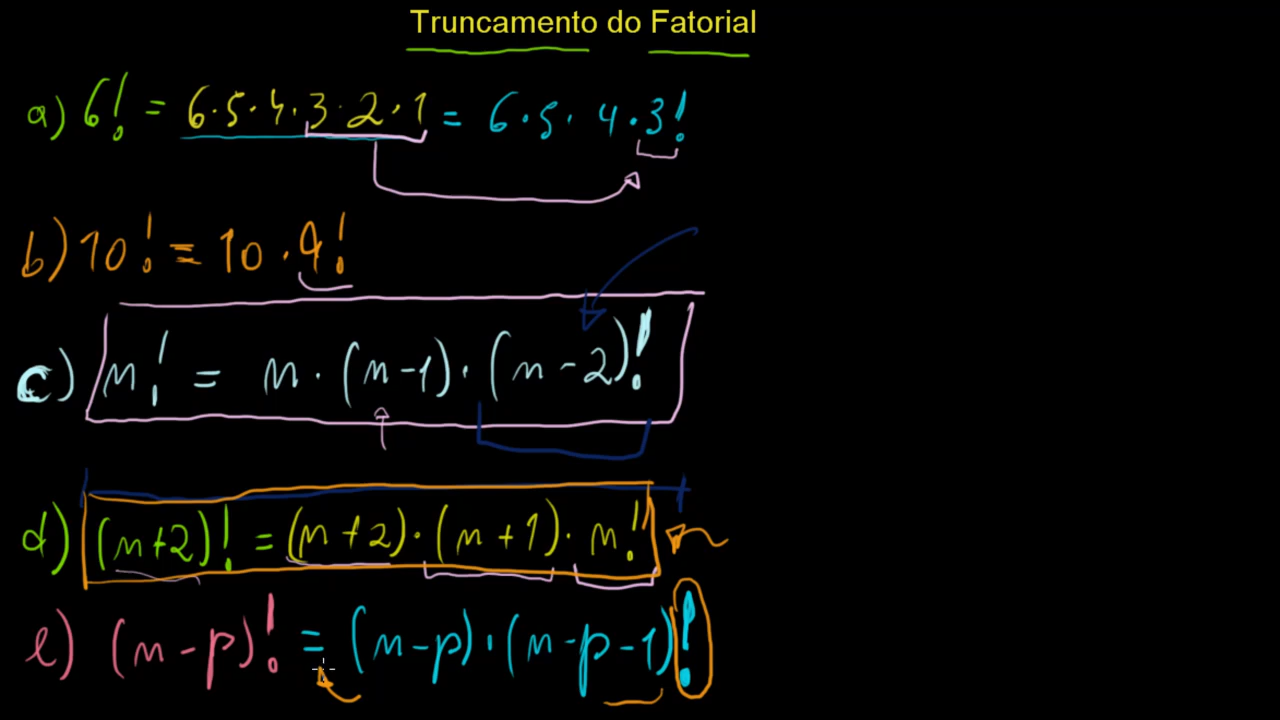 Truncamento do Fatorial
a) 6! = 6·5·4·3·2·1 = 6·5·4·3!
b) 10! = 10·9!
c) n! = n·(n-1)·(n-2)!
d) (n+2)! = (n+2)·(n+1)·n!
e) (n-p)! = (n-p)·(n-p-1)!